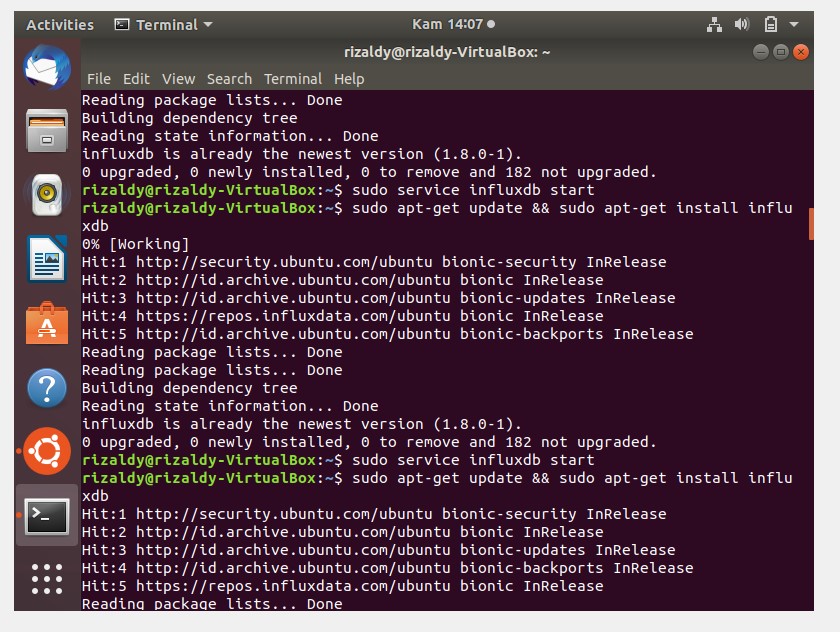 Activities Terminal Kam 14:07
rizaldy@rizaldy-VirtualBox: ~
File Edit View Search Terminal Help
Reading package lists... Done
Building dependency tree
Reading state information... Done
influxdb is already the newest version (1.8.0-1).
0 upgraded, 0 newly installed, 0 to remove and 182 not upgraded.
rizaldy@rizaldy-VirtualBox:~$ sudo service influxdb start
rizaldy@rizaldy-VirtualBox:~$ sudo apt-get update && sudo apt-get install influ
xdb
0% [Working]
Hit:1 http://security.ubuntu.com/ubuntu bionic-security InRelease
Hit:2 http://id.archive.ubuntu.com/ubuntu bionic InRelease
Hit:3 http://id.archive.ubuntu.com/ubuntu bionic-updates InRelease
Hit:4 https://repos.influxdata.com/ubuntu bionic InRelease
Hit:5 http://id.archive.ubuntu.com/ubuntu bionic-backports InRelease
Reading package lists... Done
Reading package lists... Done
Building dependency tree
Reading state information... Done
influxdb is already the newest version (1.8.0-1).
0 upgraded, 0 newly installed, 0 to remove and 182 not upgraded.
rizaldy@rizaldy-VirtualBox:~$ sudo service influxdb start
rizaldy@rizaldy-VirtualBox:~$ sudo apt-get update && sudo apt-get install influ
xdb
Hit:1 http://security.ubuntu.com/ubuntu bionic-security InRelease
Hit:2 http://id.archive.ubuntu.com/ubuntu bionic InRelease
Hit:3 http://id.archive.ubuntu.com/ubuntu bionic-updates InRelease
Hit:4 http://id.archive.ubuntu.com/ubuntu bionic-backports InRelease
Hit:5 https://repos.influxdata.com/ubuntu bionic InRelease
Reading package lists... Done